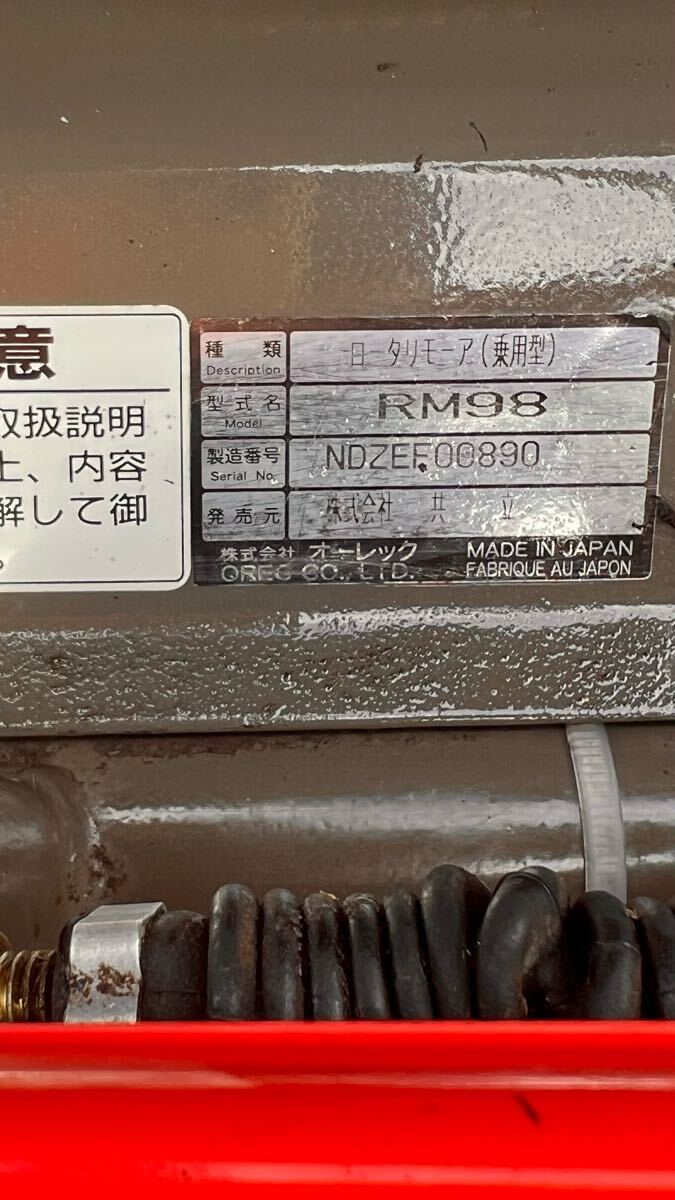 意
取扱説明
上、内容
解して御
。
種類 ロータリモーア(乗用型)
Description
型式名 RM98
Model
製造番号 NDZEF00890
Serial No.
発売元 株式会社 共立
株式会社 オーレック MADE IN JAPAN
OREC CO., LTD. FABRIQUE AU JAPON